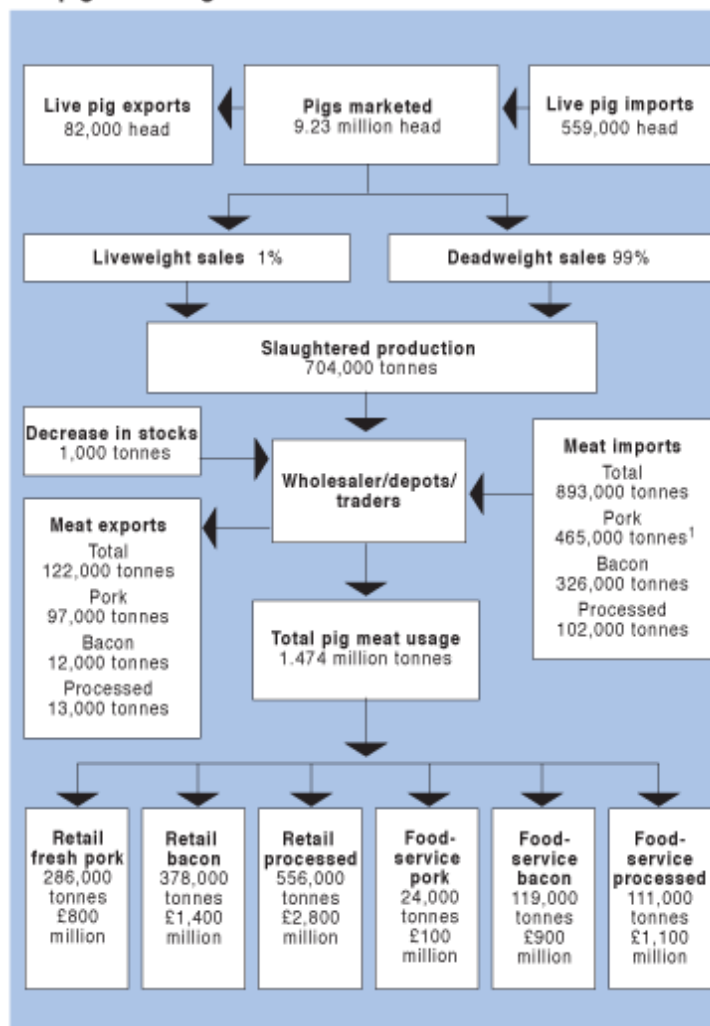 Live pig exports
82,000 head
Pigs marketed
9.23 million head
Live pig imports
559,000 head
Liveweight sales 1%
Deadweight sales 99%
Slaughtered production
704,000 tonnes
Decrease in stocks
1,000 tonnes
Wholesaler/depots/
traders
Meat imports
Total
893,000 tonnes
Pork
465,000 tonnes¹
Bacon
326,000 tonnes
Processed
102,000 tonnes
Meat exports
Total
122,000 tonnes
Pork
97,000 tonnes
Bacon
12,000 tonnes
Processed
13,000 tonnes
Total pig meat usage
1.474 million tonnes
Retail
fresh pork
286,000
tonnes
£800
million
Retail
bacon
378,000
tonnes
£1,400
million
Retail
processed
556,000
tonnes
£2,800
million
Food-
service
pork
24,000
tonnes
£100
million
Food-
service
bacon
119,000
tonnes
£900
million
Food-
service
processed
111,000
tonnes
£1,100
million